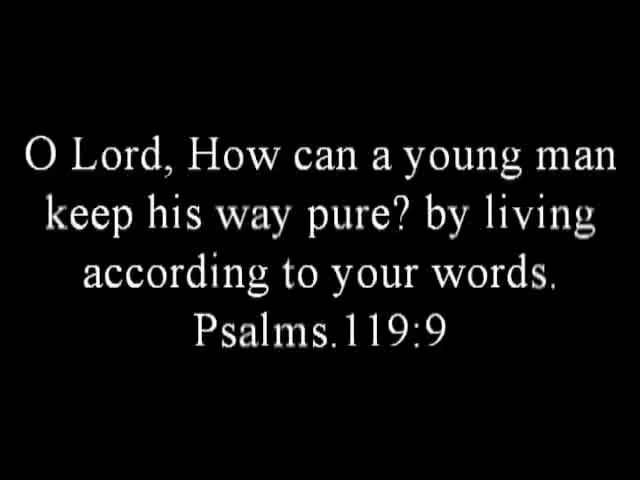 O Lord, How can a young man
keep his way pure? by living
according to your words.
Psalms.119:9